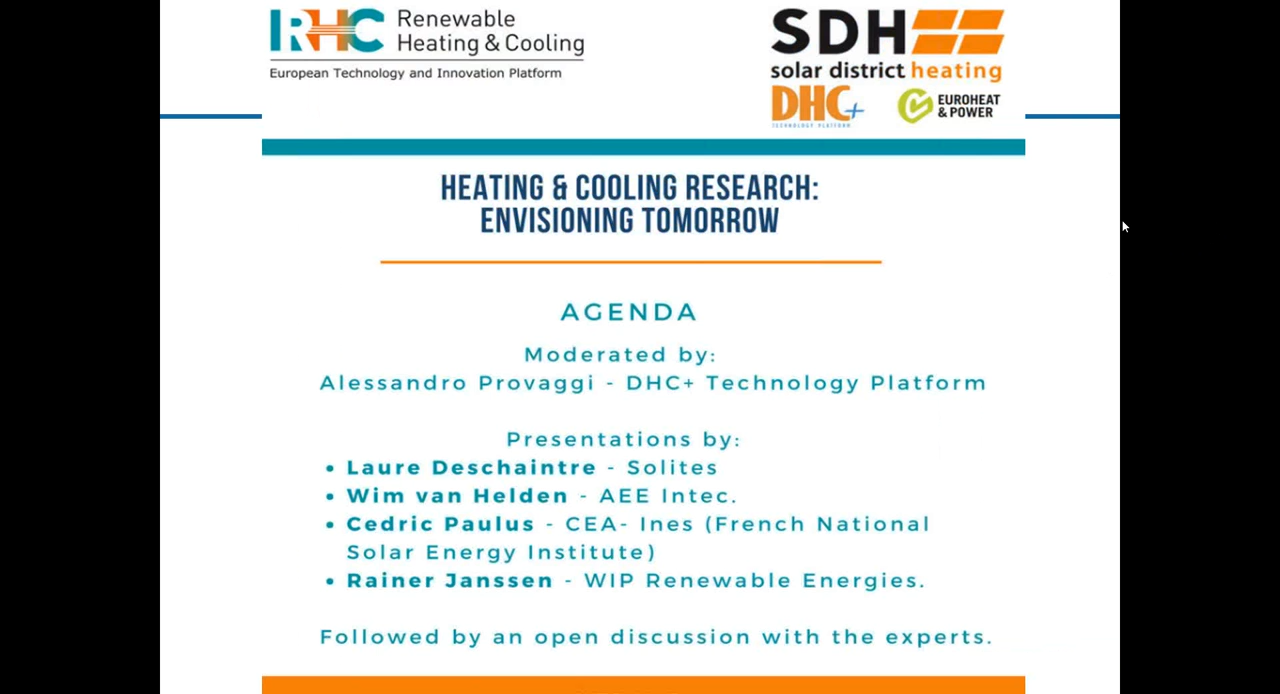 RHC Renewable
Heating & Cooling
European Technology and Innovation Platform
SDH
solar district heating
DHC+
TECHNOLOGY PLATFORM
EUROHEAT
& POWER
HEATING & COOLING RESEARCH:
ENVISIONING TOMORROW
AGENDA
Moderated by:
Alessandro Provaggi - DHC+ Technology Platform
Presentations by:
• Laure Deschaintre - Solites
• Wim van Helden - AEE Intec.
• Cedric Paulus - CEA- Ines (French National
Solar Energy Institute)
• Rainer Janssen - WIP Renewable Energies.
Followed by an open discussion with the experts.